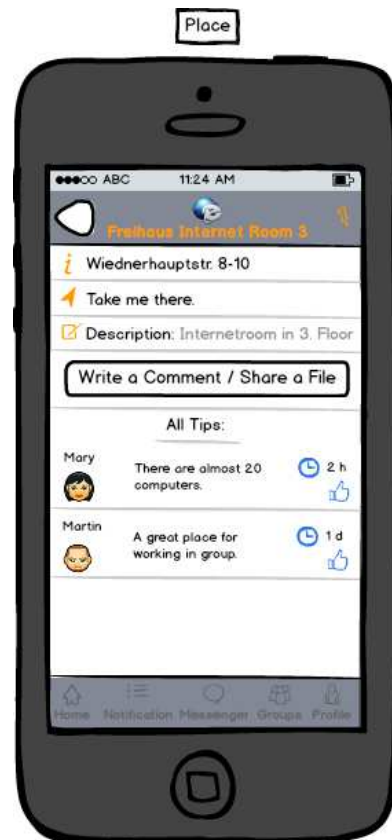 Place
ABC 11:24 AM
Freihaus Internet Room 3
Wiednerhauptstr. 8-10
Take me there.
Description: Internetroom in 3. Floor
Write a Comment / Share a File
All Tips:
Mary
There are almost 20
computers.
2 h
Martin
A great place for
working in group.
1 d
Home Notification Messenger Groups Profile